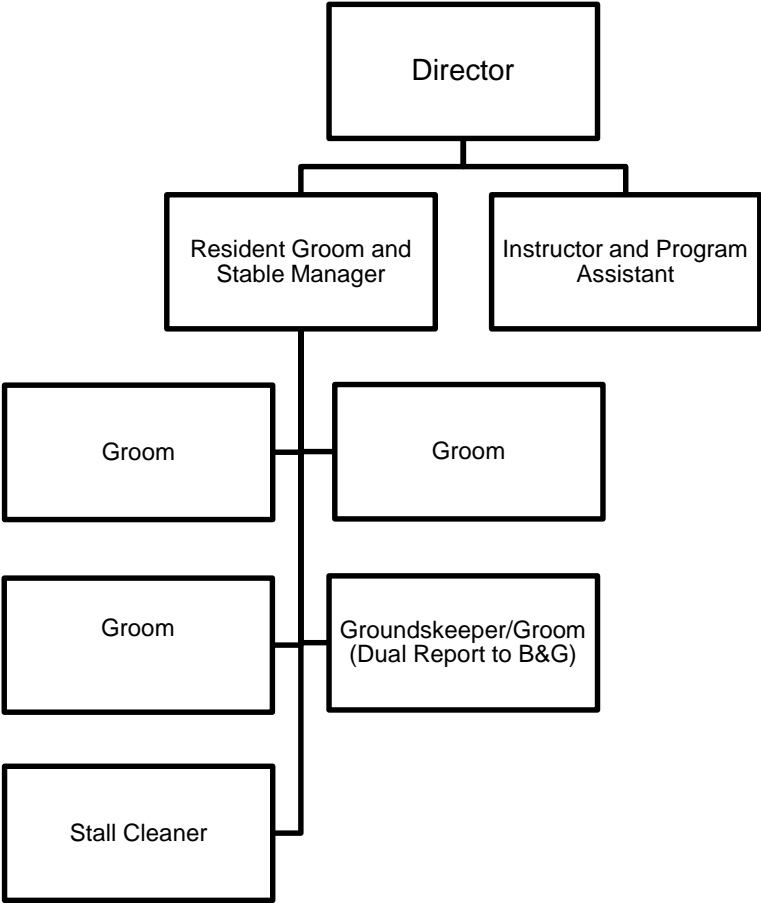 Director
Resident Groom and
Stable Manager
Instructor and Program
Assistant
Groom
Groom
Groom
Groundskeeper/Groom
(Dual Report to B&G)
Stall Cleaner